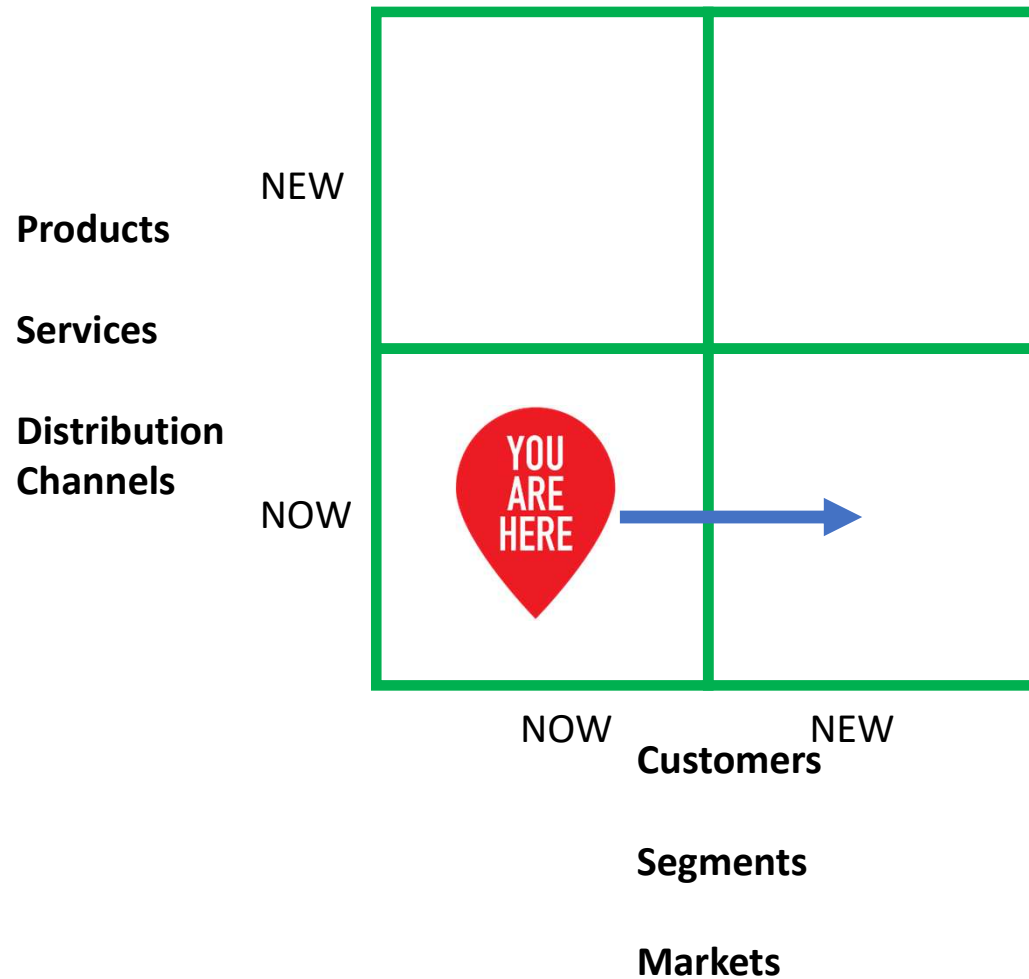 NEW
Products
Services
Distribution
Channels
NOW
YOU
ARE
HERE
NOW
NEW
Customers
Segments
Markets